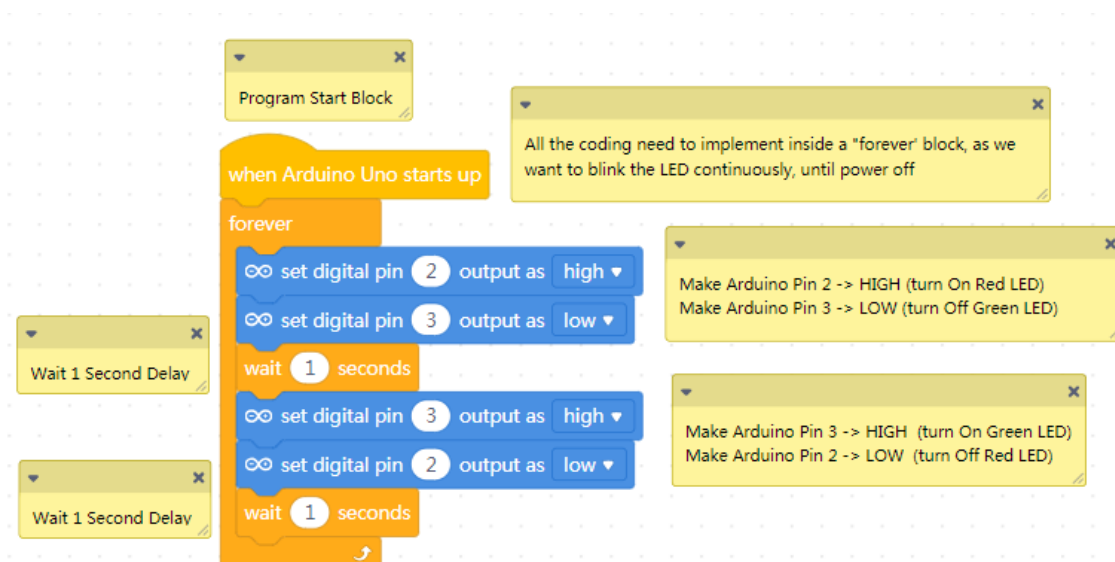 Program Start Block
All the coding need to implement inside a "forever' block, as we
want to blink the LED continuously, until power off
when Arduino Uno starts up
forever
set digital pin 2 output as high
set digital pin 3 output as low
Make Arduino Pin 2 -> HIGH (turn On Red LED)
Make Arduino Pin 3 -> LOW (turn Off Green LED)
Wait 1 Second Delay
wait 1 seconds
set digital pin 3 output as high
set digital pin 2 output as low
Make Arduino Pin 3 -> HIGH (turn On Green LED)
Make Arduino Pin 2 -> LOW (turn Off Red LED)
Wait 1 Second Delay
wait 1 seconds